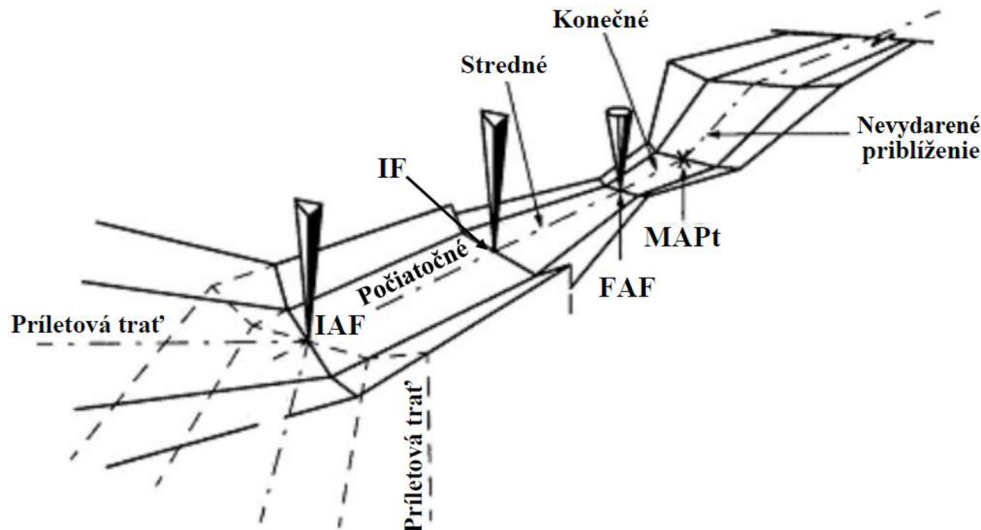 Konečné
Stredné
Nevydarené
priblíženie
IF
MAPt
Počiatočné
FAF
Príletová trať
IAF
Príletová trať